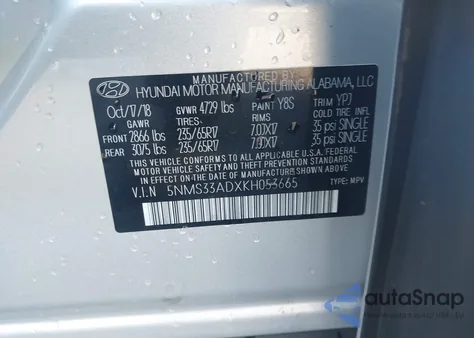 MANUFACTURED BY
HYUNDAI MOTOR MANUFACTURING ALABAMA, LLC
Oct/17/18 GVWR 4729 lbs PAINT Y8S TRIM YPJ
GAWR TIRES RIMS COLD TIRE INFL
FRONT 2866 lbs 235/65R17 7.0JX17 35 psi SINGLE
REAR 3075 lbs 235/65R17 7.0JX17 35 psi SINGLE
THIS VEHICLE CONFORMS TO ALL APPLICABLE FEDERAL MOTOR VEHICLE
SAFETY, BUMPER, AND THEFT PREVENTION STANDARDS IN EFFECT ON THE DATE OF MANUFACTURE SHOWN ABOVE.
V.I.N 5NMS33ADXKH053665 TYPE: MPV
autoSnap